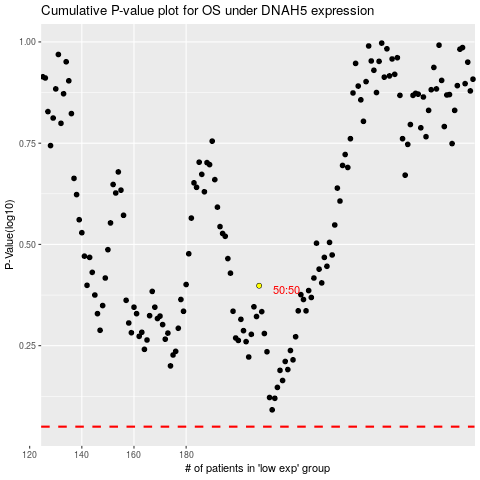 Cumulative P-value plot for OS under DNAH5 expression
1.00
0.75
0.50
0.25
P-Value(log10)
50:50
120 140 160 180
# of patients in 'low exp' group